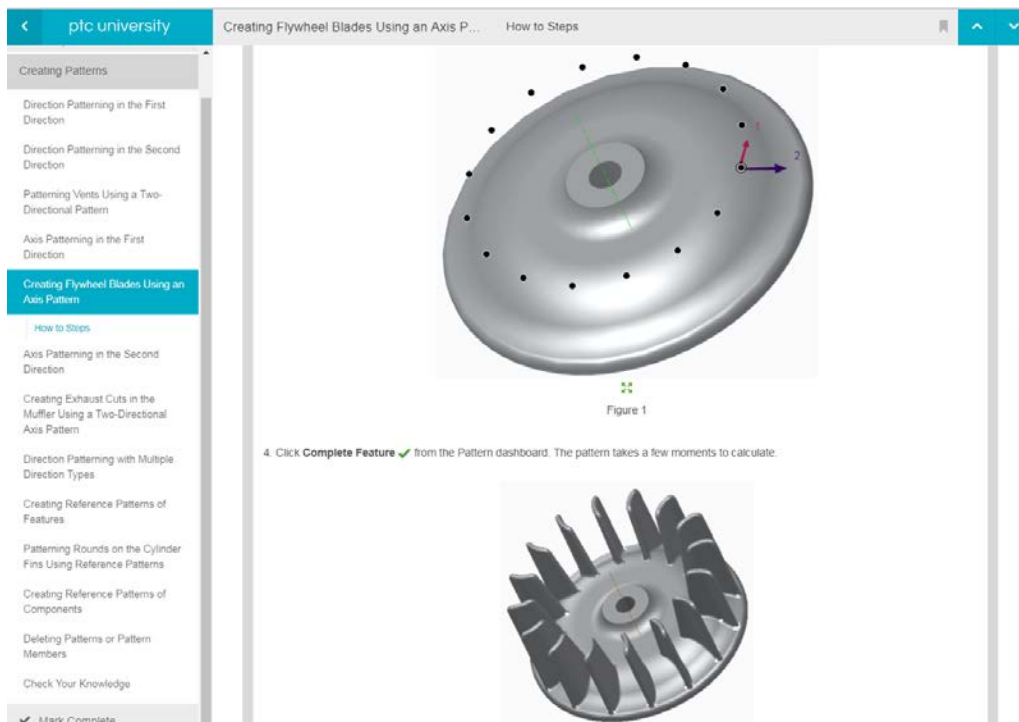 ptc university
Creating Flywheel Blades Using an Axis P... How to Steps
Creating Patterns
Direction Patterning in the First
Direction
Direction Patterning in the Second
Direction
Patterning Vents Using a Two-
Directional Pattern
Axis Patterning in the First
Direction
Creating Flywheel Blades Using an
Axis Pattern
How to Steps
Axis Patterning in the Second
Direction
Creating Exhaust Cuts in the
Muffler Using a Two-Directional
Axis Pattern
Direction Patterning with Multiple
Direction Types
Creating Reference Patterns of
Features
Patterning Rounds on the Cylinder
Fins Using Reference Patterns
Creating Reference Patterns of
Components
Deleting Patterns or Pattern
Members
Check Your Knowledge
Mark Complete
1
2
Figure 1
4. Click Complete Feature from the Pattern dashboard. The pattern takes a few moments to calculate.